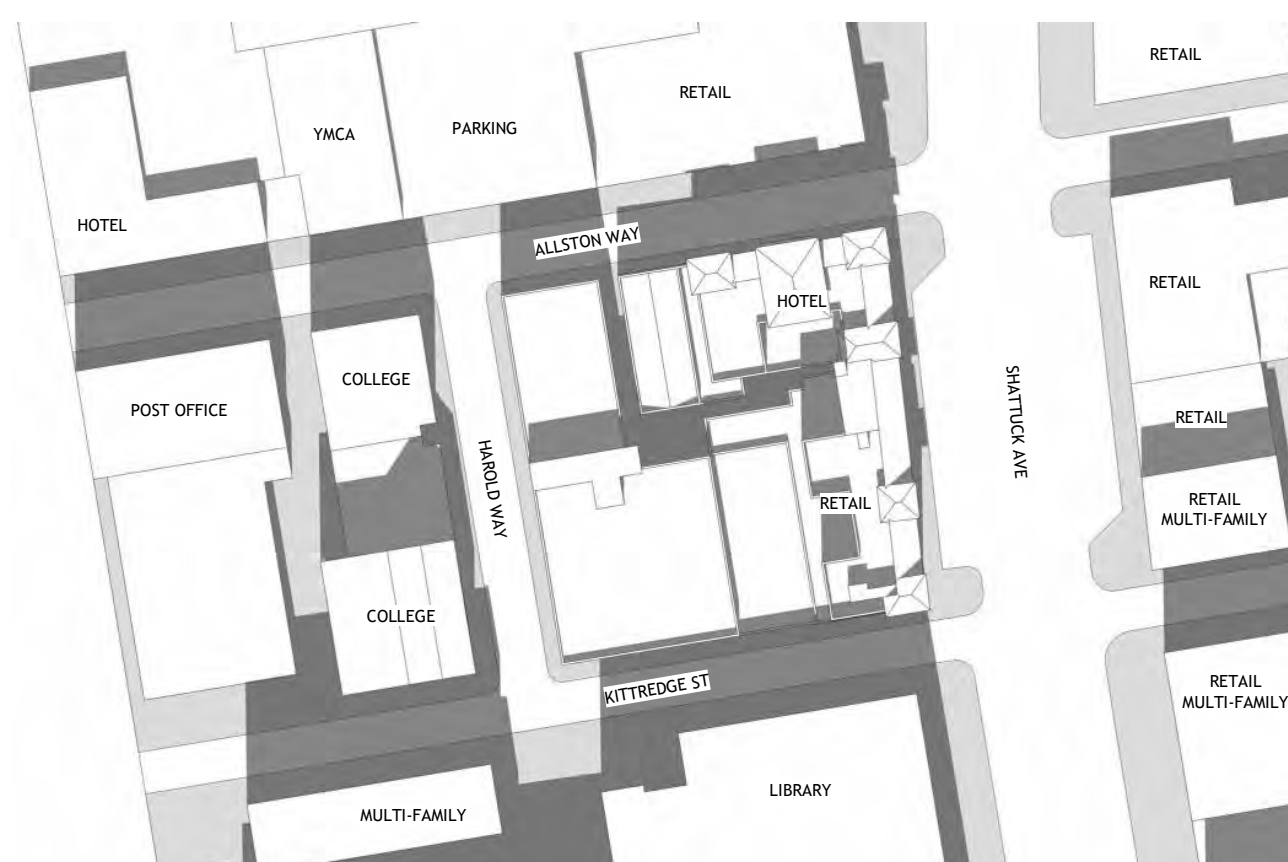 RETAIL
RETAIL
PARKING
YMCA
HOTEL
ALLSTON WAY
RETAIL
HOTEL
COLLEGE
POST OFFICE
SHATTUCK AVE
RETAIL
HAROLD WAY
RETAIL
RETAIL
MULTI-FAMILY
COLLEGE
KITTREDGE ST
RETAIL
MULTI-FAMILY
LIBRARY
MULTI-FAMILY